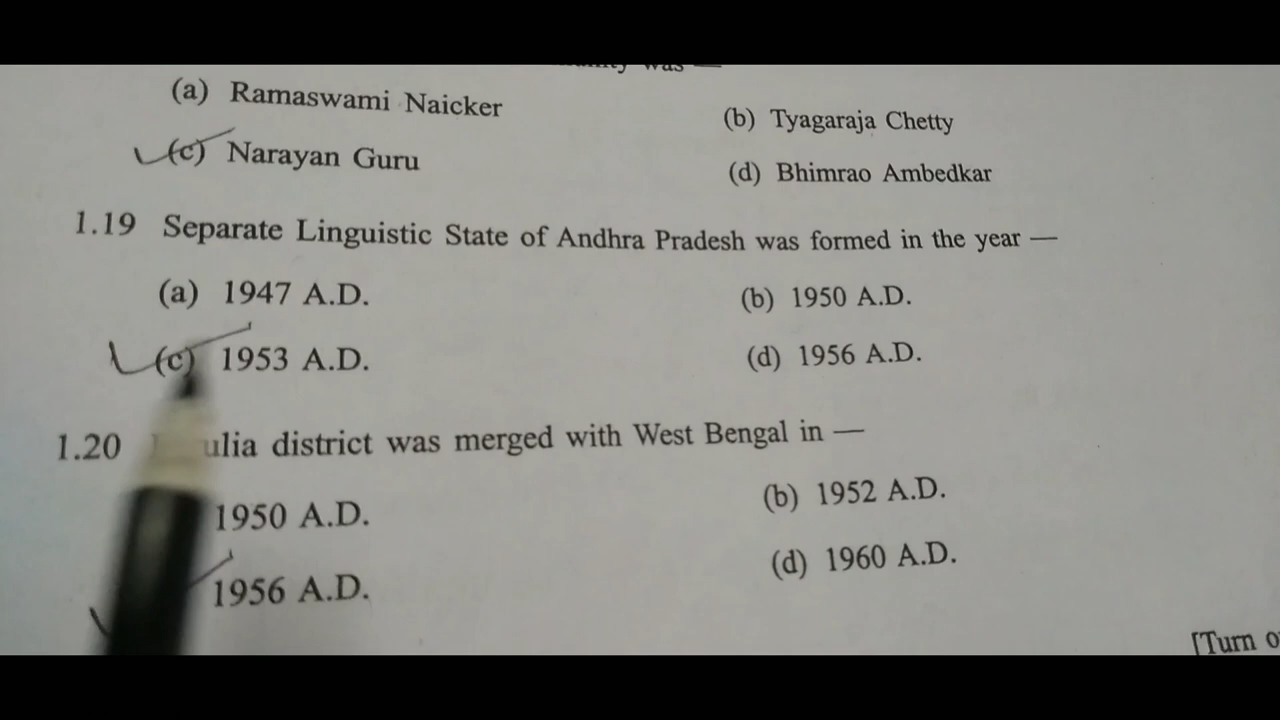 was —
(a) Ramaswami Naicker (b) Tyagaraja Chetty
(c) Narayan Guru (d) Bhimrao Ambedkar
1.19 Separate Linguistic State of Andhra Pradesh was formed in the year —
(a) 1947 A.D. (b) 1950 A.D.
(c) 1953 A.D. (d) 1956 A.D.
1.20 ulia district was merged with West Bengal in —
1950 A.D. (b) 1952 A.D.
1956 A.D. (d) 1960 A.D.
[Turn